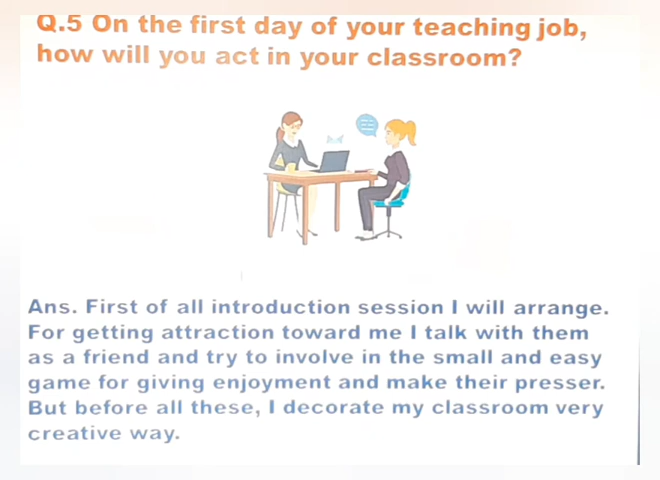 Q.5 On the first day of your teaching job,
how will you act in your classroom?
Ans. First of all introduction session I will arrange.
For getting attraction toward me I talk with them
as a friend and try to involve in the small and easy
game for giving enjoyment and make their presser.
But before all these, I decorate my classroom very
creative way.